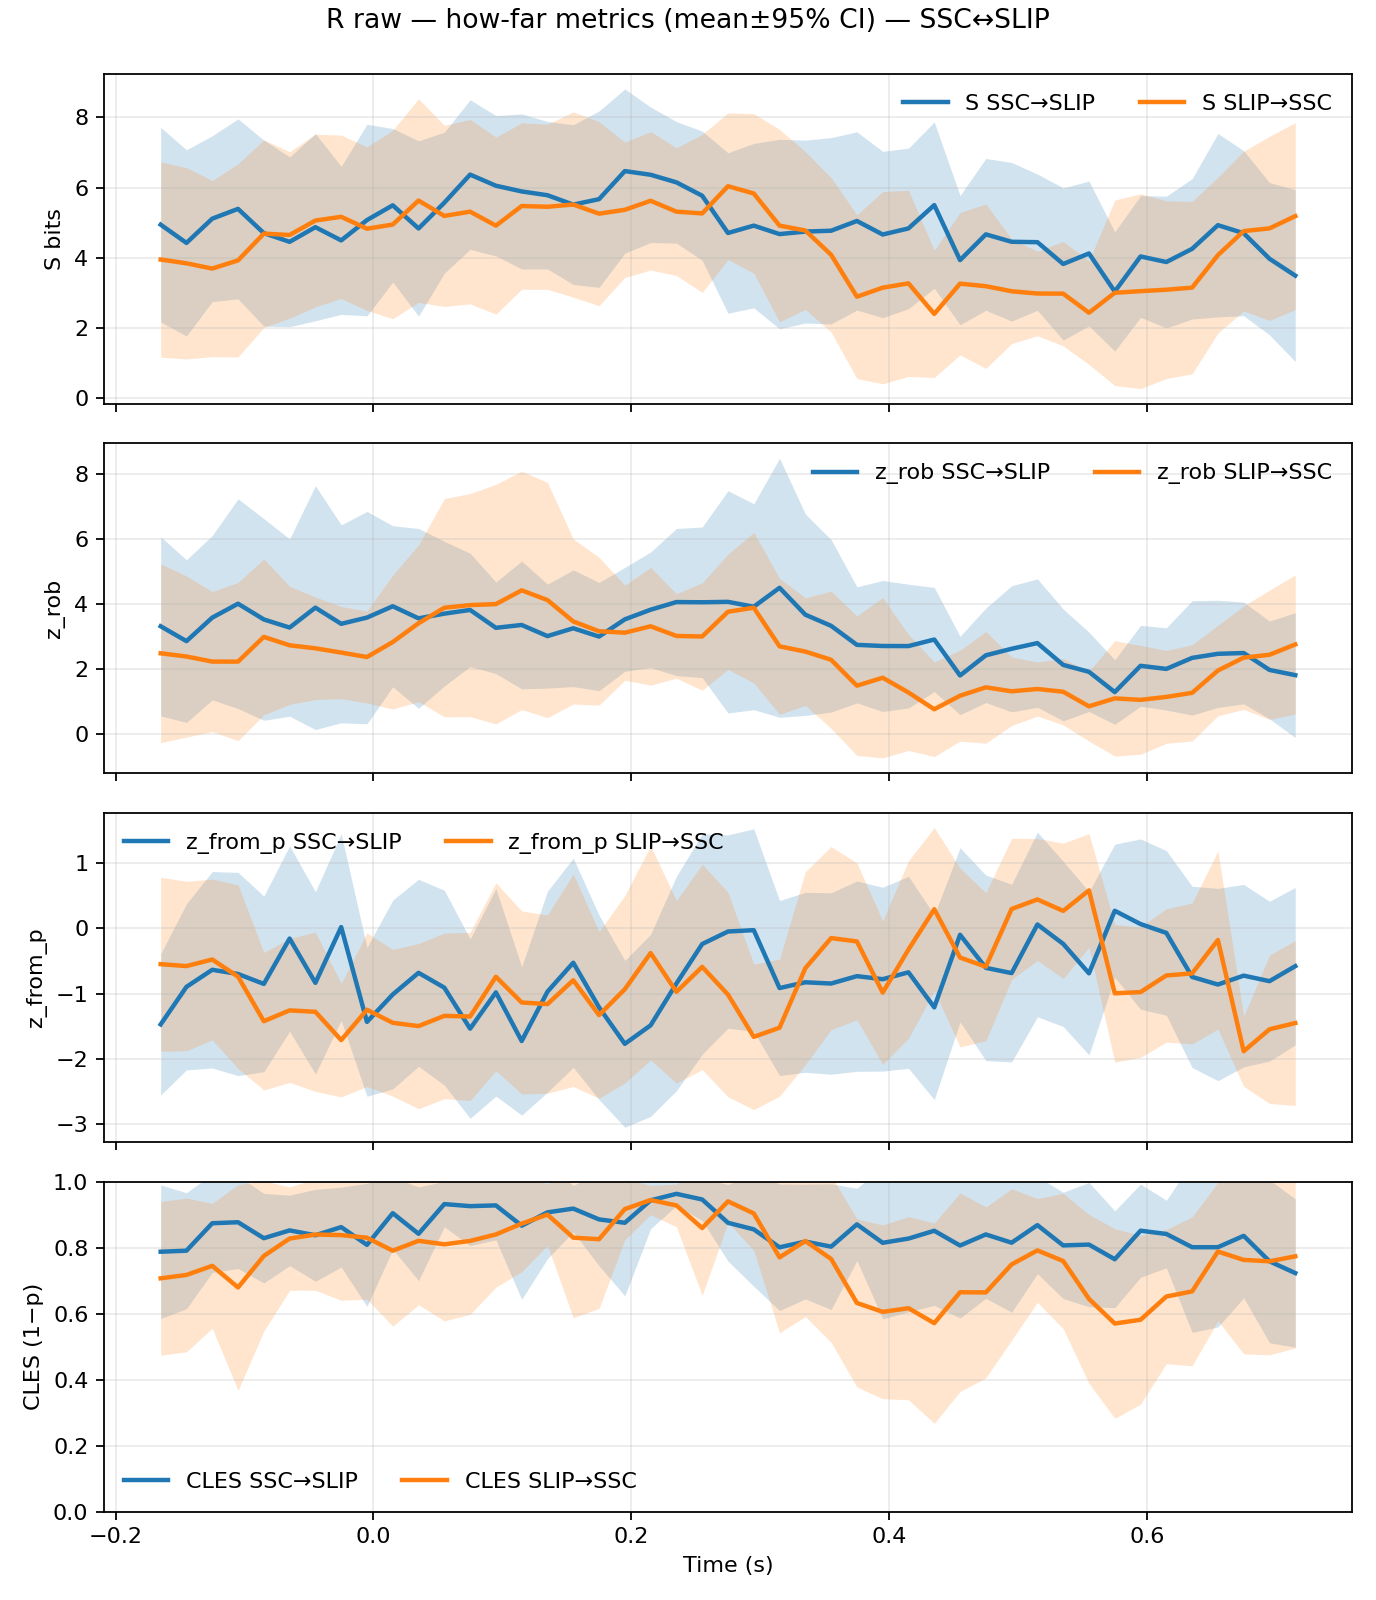 R raw — how-far metrics (mean±95% CI) — SSC↔SLIP
S SSC→SLIP S SLIP→SSC
8
6
4
2
0
S bits
z_rob SSC→SLIP z_rob SLIP→SSC
8
6
4
2
0
z_rob
z_from_p SSC→SLIP z_from_p SLIP→SSC
1
0
−1
−2
−3
z_from_p
1.0
0.8
0.6
0.4
0.2
0.0
CLES (1−p)
CLES SSC→SLIP CLES SLIP→SSC
−0.2 0.0 0.2 0.4 0.6
Time (s)